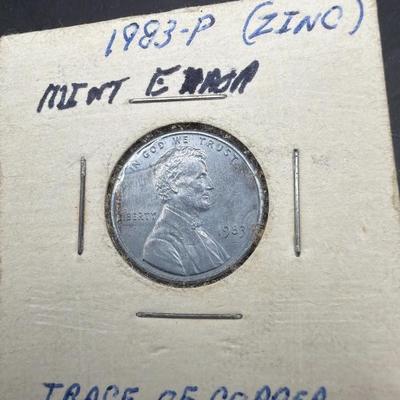 1983-P (ZINC)
MINT ERROR
IN GOD WE TRUST
LIBERTY
1983
TRACE OF COPPER